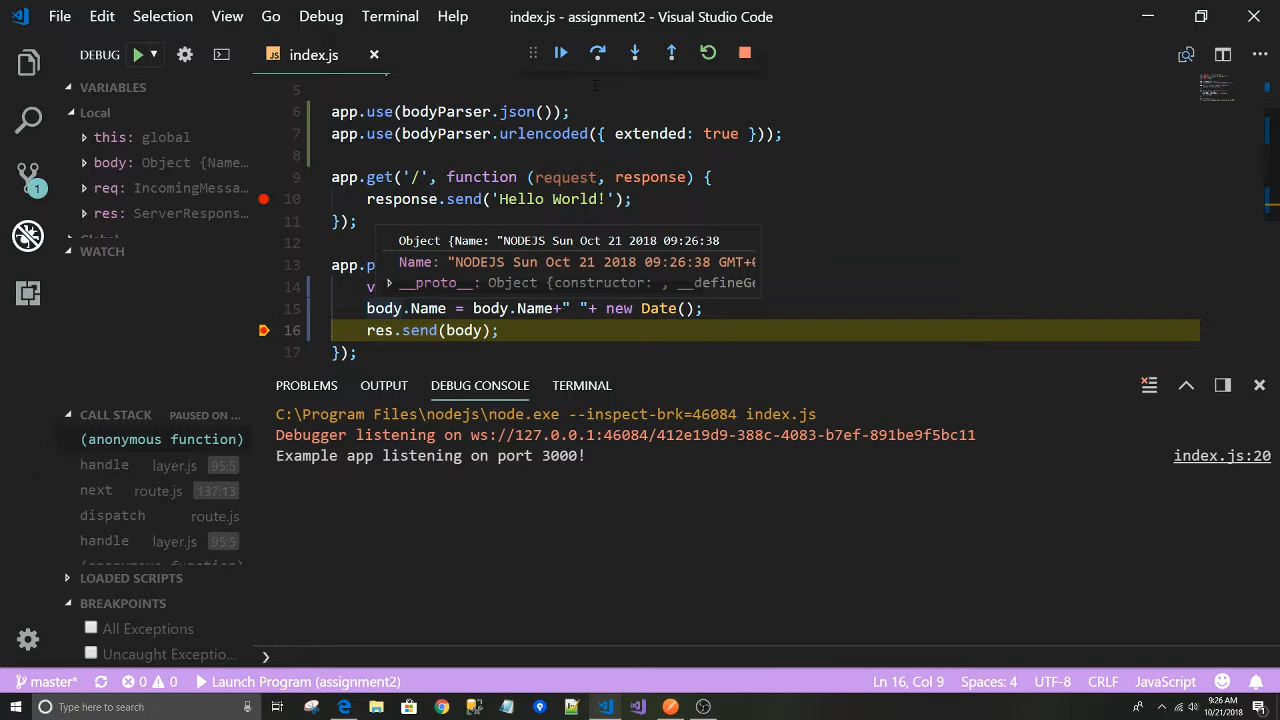 File Edit Selection View Go Debug Terminal Help index.js - assignment2 - Visual Studio Code
DEBUG
JS index.js
VARIABLES
Local
this: global
body: Object {Name…
req: IncomingMessa…
res: ServerRespons…
WATCH
CALL STACK PAUSED ON …
(anonymous function)
handle layer.js 95:5
next route.js 137:13
dispatch route.js
handle layer.js 95:5
(anonymous function)
LOADED SCRIPTS
BREAKPOINTS
All Exceptions
Uncaught Exceptio…
5
6 app.use(bodyParser.json());
7 app.use(bodyParser.urlencoded({ extended: true }));
8
9 app.get('/', function (request, response) {
10 response.send('Hello World!');
11 });
12
Object {Name: "NODEJS Sun Oct 21 2018 09:26:38
Name: "NODEJS Sun Oct 21 2018 09:26:38 GMT+
__proto__: Object {constructor: , __defineGe
13 app.p
14 v
15 body.Name = body.Name+" "+ new Date();
16 res.send(body);
17 });
PROBLEMS OUTPUT DEBUG CONSOLE TERMINAL
C:\Program Files\nodejs\node.exe --inspect-brk=46084 index.js
Debugger listening on ws://127.0.0.1:46084/412e19d9-388c-4083-b7ef-891be9f5bc11
Example app listening on port 3000! index.js:20
1
master* 0 0 Launch Program (assignment2) Ln 16, Col 9 Spaces: 4 UTF-8 CRLF JavaScript
Type here to search
9:26 AM
10/21/2018